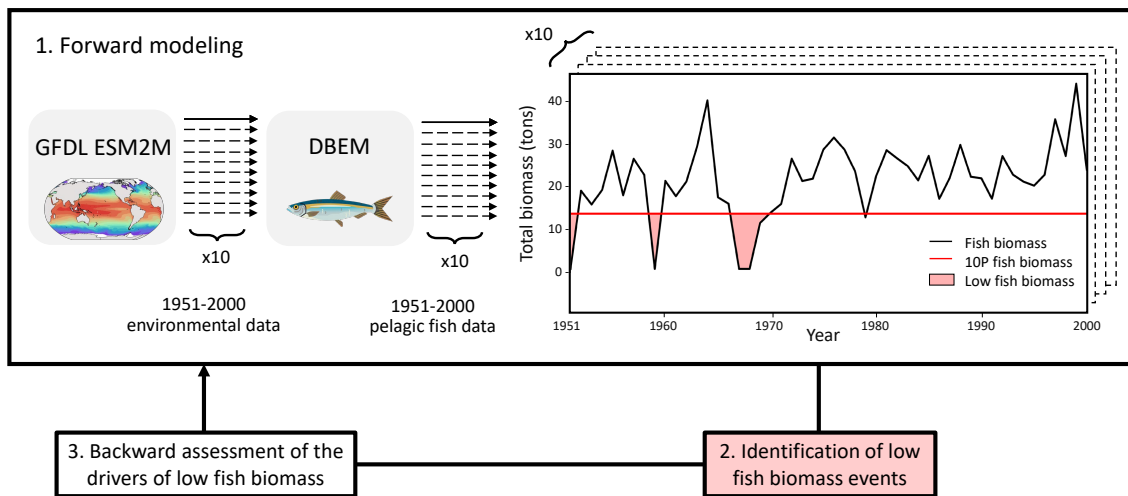 1. Forward modeling
GFDL ESM2M
x10
1951-2000
environmental data
DBEM
x10
1951-2000
pelagic fish data
x10
Total biomass (tons)
40
30
20
10
0
Fish biomass
10P fish biomass
Low fish biomass
1951
1960
1970
1980
1990
2000
Year
3. Backward assessment of the
drivers of low fish biomass
2. Identification of low
fish biomass events